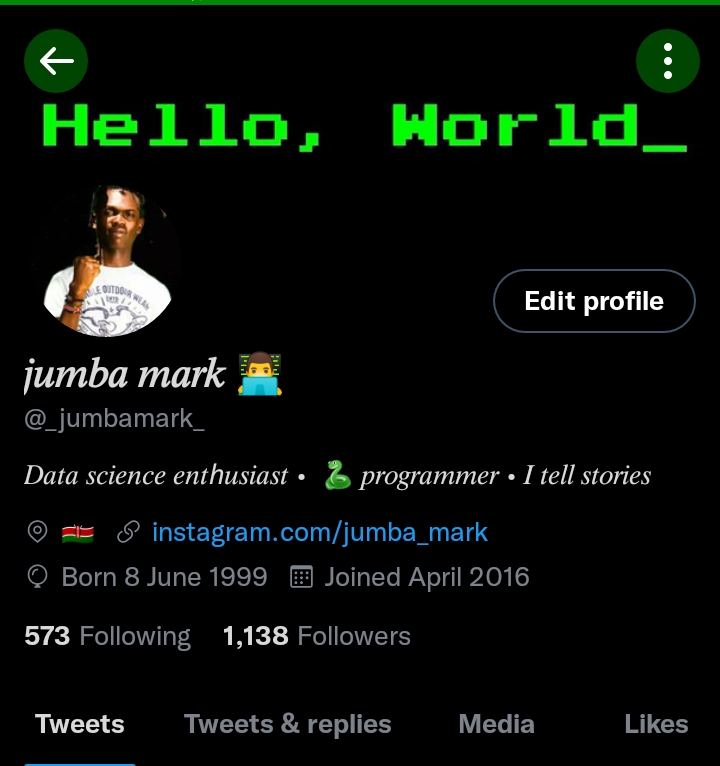 Hello, World_
Edit profile
jumba mark 👨‍💻
@_jumbamark_
Data science enthusiast • 🐍 programmer • I tell stories
🇰🇪 instagram.com/jumba_mark
Born 8 June 1999 Joined April 2016
573 Following 1,138 Followers
Tweets Tweets & replies Media Likes